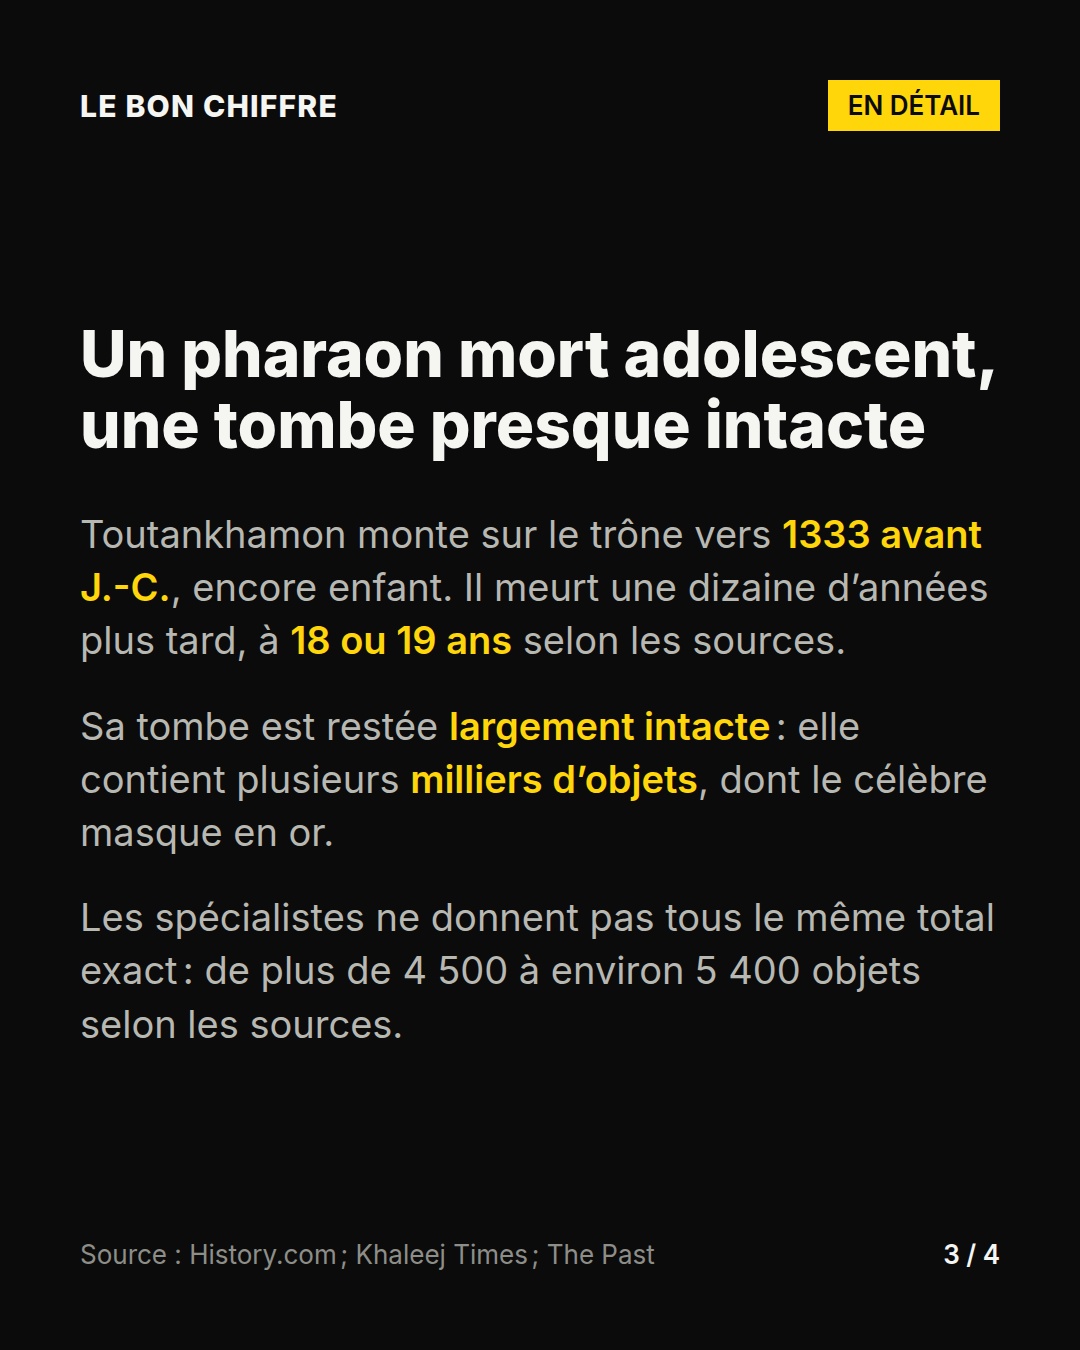 LE BON CHIFFRE
EN DÉTAIL
Un pharaon mort adolescent,
une tombe presque intacte
Toutankhamon monte sur le trône vers 1333 avant
J.-C., encore enfant. Il meurt une dizaine d’années
plus tard, à 18 ou 19 ans selon les sources.
Sa tombe est restée largement intacte : elle
contient plusieurs milliers d’objets, dont le célèbre
masque en or.
Les spécialistes ne donnent pas tous le même total
exact : de plus de 4 500 à environ 5 400 objets
selon les sources.
Source : History.com ; Khaleej Times ; The Past
3 / 4